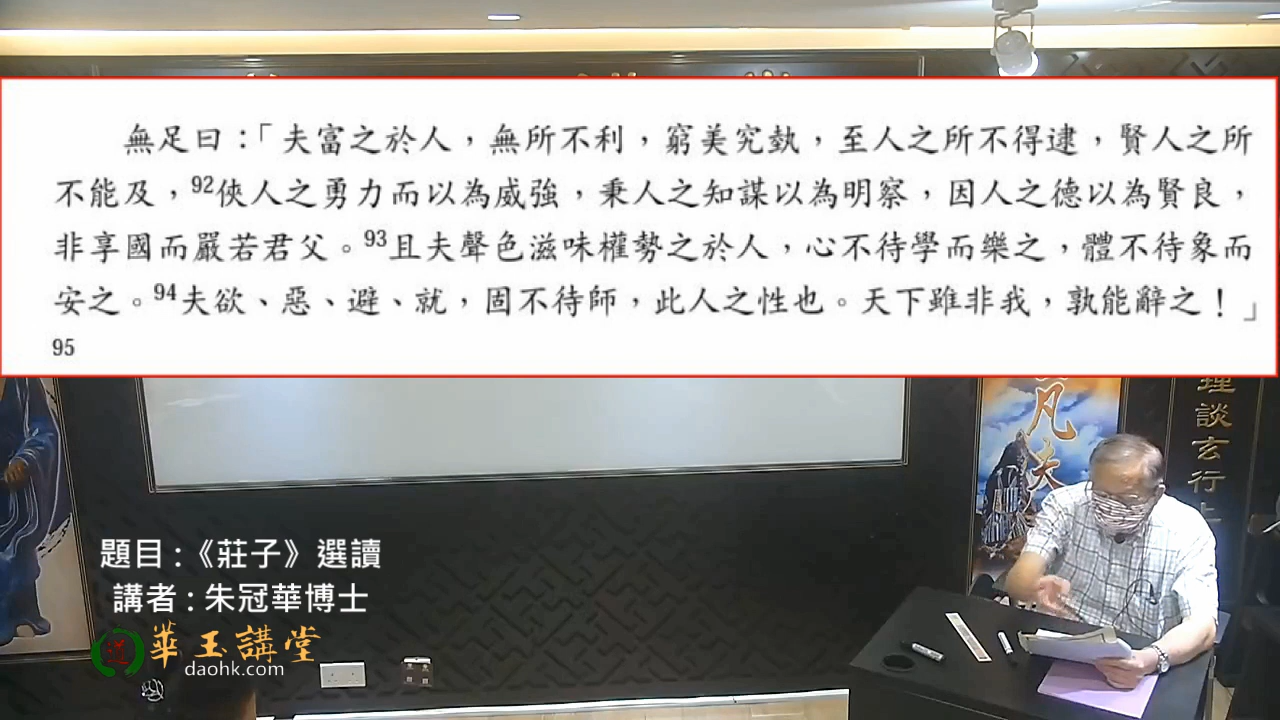 無足曰：「夫富之於人，無所不利，窮美究埶，至人之所不得逮，賢人之所
不能及，92俠人之勇力而以為威強，秉人之知謀以為明察，因人之德以為賢良，
非享國而嚴若君父。93且夫聲色滋味權勢之於人，心不待學而樂之，體不待象而
安之。94夫欲、惡、避、就，固不待師，此人之性也。天下雖非我，孰能辭之！」
95
凡夫
理談玄行
題目：《莊子》選讀
講者：朱冠華博士
道
華玉講堂
daohk.com